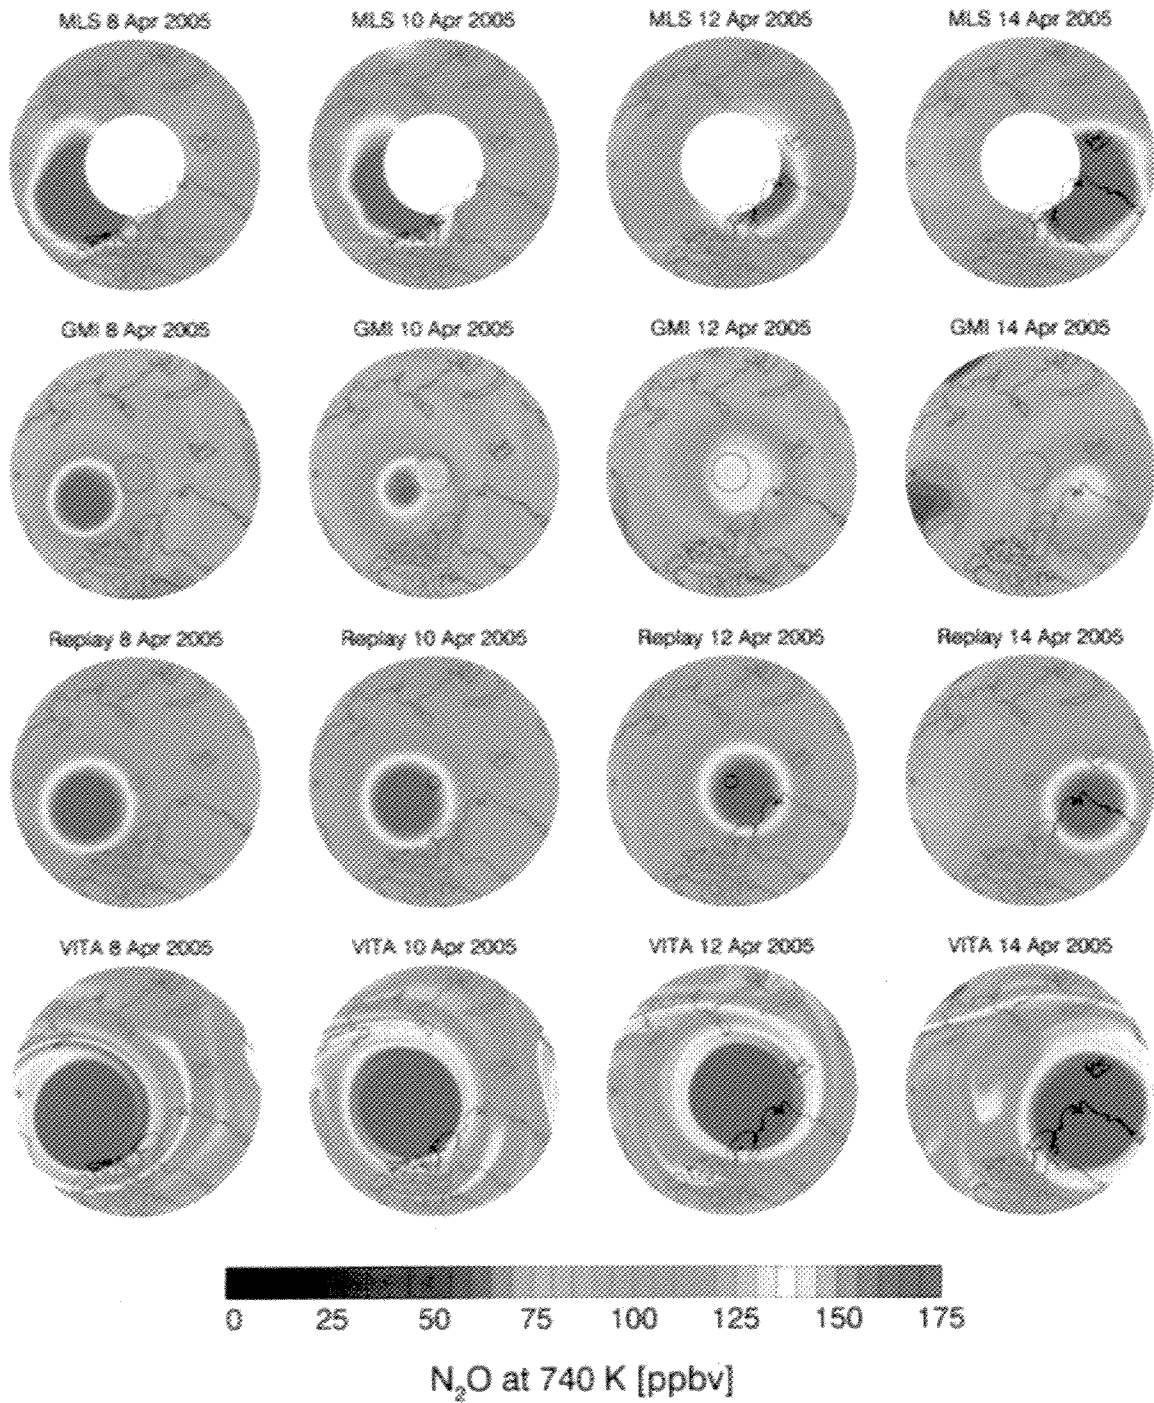 MLS 8 Apr 2005 MLS 10 Apr 2005 MLS 12 Apr 2005 MLS 14 Apr 2005
GMI 8 Apr 2005 GMI 10 Apr 2005 GMI 12 Apr 2005 GMI 14 Apr 2005
Replay 8 Apr 2005 Replay 10 Apr 2005 Replay 12 Apr 2005 Replay 14 Apr 2005
VITA 8 Apr 2005 VITA 10 Apr 2005 VITA 12 Apr 2005 VITA 14 Apr 2005
0 25 50 75 100 125 150 175
N₂O at 740 K [ppbv]